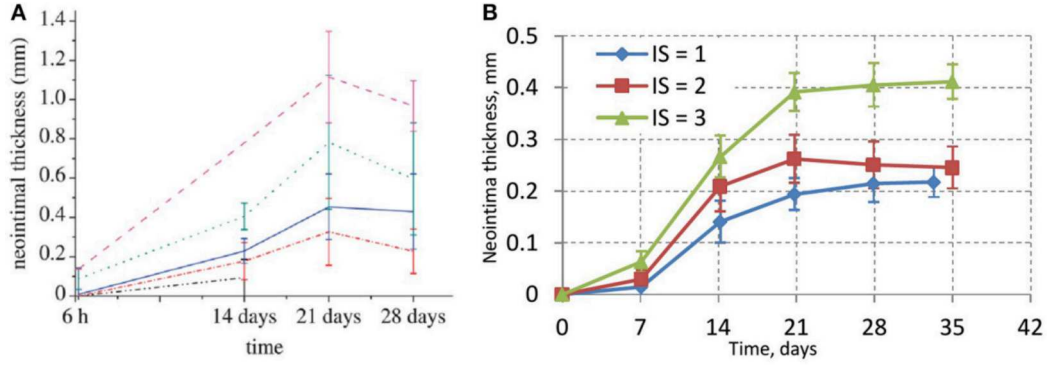 A
neointimal thickness (mm)
1.4
1.2
1.0
0.8
0.6
0.4
0.2
0
6 h
14 days
21 days
28 days
time
B
Neointima thickness, mm
0.5
0.4
0.3
0.2
0.1
0
IS = 1
IS = 2
IS = 3
0
7
14
21
28
35
42
Time, days